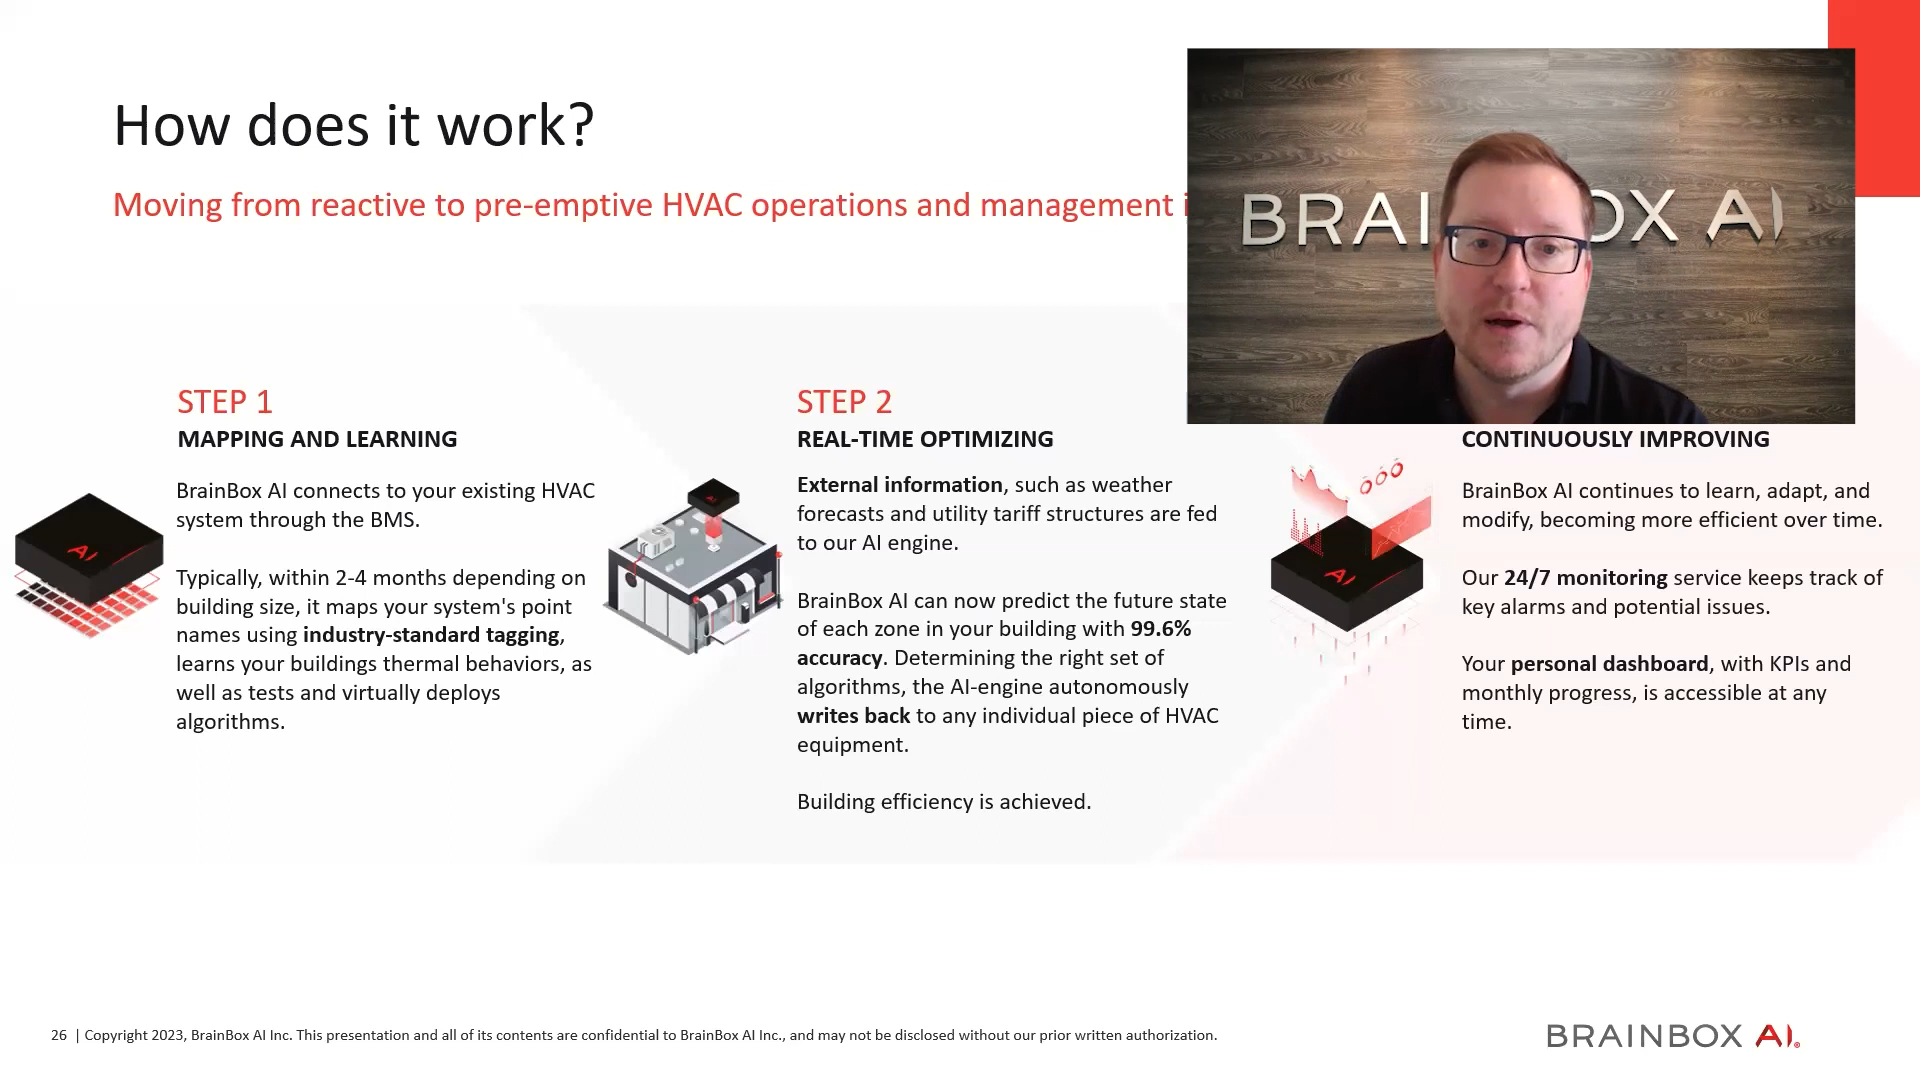 How does it work?
Moving from reactive to pre-emptive HVAC operations and management
BRAI OX AI
STEP 1
MAPPING AND LEARNING
BrainBox AI connects to your existing HVAC
system through the BMS.
Typically, within 2-4 months depending on
building size, it maps your system's point
names using industry-standard tagging,
learns your buildings thermal behaviors, as
well as tests and virtually deploys
algorithms.
AI
STEP 2
REAL-TIME OPTIMIZING
External information, such as weather
forecasts and utility tariff structures are fed
to our AI engine.
BrainBox AI can now predict the future state
of each zone in your building with 99.6%
accuracy. Determining the right set of
algorithms, the AI-engine autonomously
writes back to any individual piece of HVAC
equipment.
Building efficiency is achieved.
AI
CONTINUOUSLY IMPROVING
BrainBox AI continues to learn, adapt, and
modify, becoming more efficient over time.
Our 24/7 monitoring service keeps track of
key alarms and potential issues.
Your personal dashboard, with KPIs and
monthly progress, is accessible at any
time.
AI
26 | Copyright 2023, BrainBox AI Inc. This presentation and all of its contents are confidential to BrainBox AI Inc., and may not be disclosed without our prior written authorization.
BRAINBOX AI